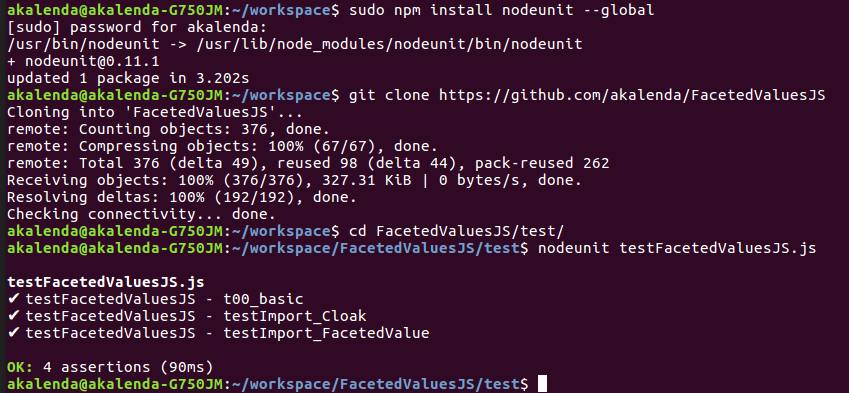 akalenda@akalenda-G750JM:~/workspace$ sudo npm install nodeunit --global
[sudo] password for akalenda:
/usr/bin/nodeunit -> /usr/lib/node_modules/nodeunit/bin/nodeunit
+ nodeunit@0.11.1
updated 1 package in 3.202s
akalenda@akalenda-G750JM:~/workspace$ git clone https://github.com/akalenda/FacetedValuesJS
Cloning into 'FacetedValuesJS'...
remote: Counting objects: 376, done.
remote: Compressing objects: 100% (67/67), done.
remote: Total 376 (delta 49), reused 98 (delta 44), pack-reused 262
Receiving objects: 100% (376/376), 327.31 KiB | 0 bytes/s, done.
Resolving deltas: 100% (192/192), done.
Checking connectivity... done.
akalenda@akalenda-G750JM:~/workspace$ cd FacetedValuesJS/test/
akalenda@akalenda-G750JM:~/workspace/FacetedValuesJS/test$ nodeunit testFacetedValuesJS.js
testFacetedValuesJS.js
✔ testFacetedValuesJS - t00_basic
✔ testFacetedValuesJS - testImport_Cloak
✔ testFacetedValuesJS - testImport_FacetedValue
OK: 4 assertions (90ms)
akalenda@akalenda-G750JM:~/workspace/FacetedValuesJS/test$